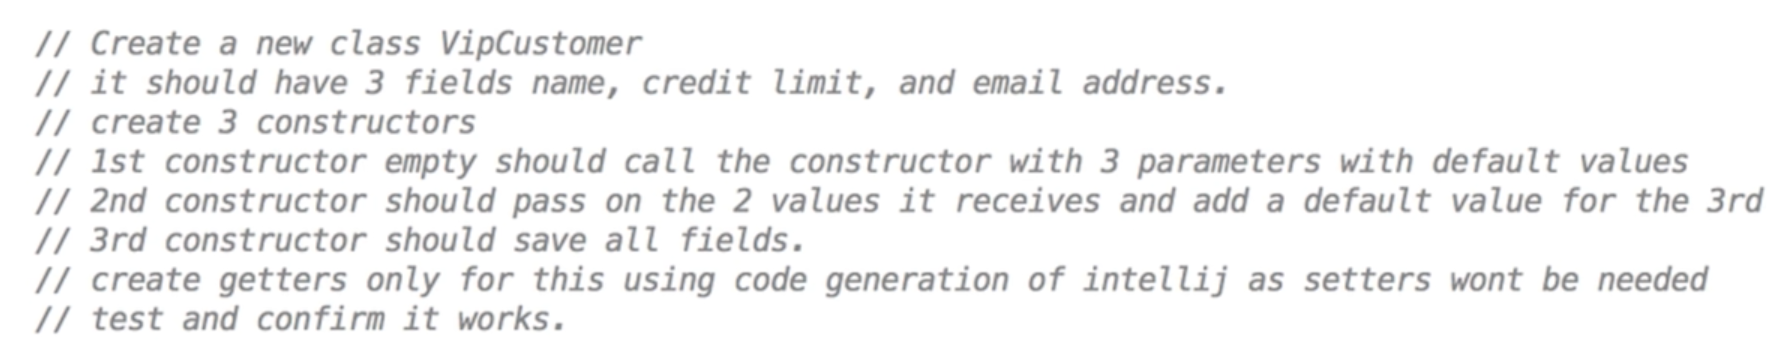 // Create a new class VipCustomer
// it should have 3 fields name, credit limit, and email address.
// create 3 constructors
// 1st constructor empty should call the constructor with 3 parameters with default values
// 2nd constructor should pass on the 2 values it receives and add a default value for the 3rd
// 3rd constructor should save all fields.
// create getters only for this using code generation of intellij as setters wont be needed
// test and confirm it works.